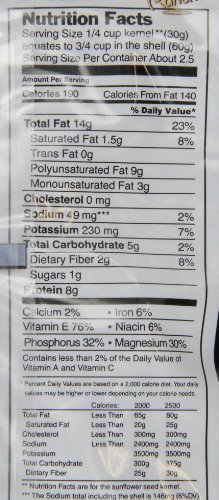 Nutrition Facts
Serving Size 1/4 cup kernel**(30g)
equates to 3/4 cup in the shell (60g)
Serving Size Per Container About 2.5
Amount Per Serving
Calories 190 Calories From Fat 140
% Daily Value*
Total Fat 14g 23%
Saturated Fat 1.5g 8%
Trans Fat 0g
Polyunsaturated Fat 9g
Monounsaturated Fat 3g
Cholesterol 0 mg
Sodium 49 mg*** 2%
Potassium 230 mg 7%
Total Carbohydrate 5g 2%
Dietary Fiber 2g 8%
Sugars 1g
Protein 8g
Calcium 2% • Iron 6%
Vitamin E 76% • Niacin 6%
Phosphorus 32% • Magnesium 30%
Contains less than 2% of the Daily Value of
Vitamin A and Vitamin C
* Percent Daily Values are based on a 2,000 calorie diet. Your daily
values may be higher or lower depending on your calorie needs.
Calories: 2000 2500
Total Fat Less Than 65g 80g
Saturated Fat Less Than 20g 25g
Cholesterol Less Than 300mg 300mg
Sodium Less Than 2400mg 2400mg
Potassium 3500mg 3500mg
Total Carbohydrate 300g 375g
Dietary Fiber 25g 30g
** Nutrition Facts are for the sunflower seed kernel.
*** The Sodium total including the shell is 146mg (6%DV)